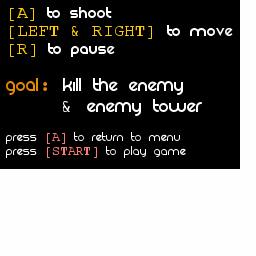 [A] to shoot
[LEFT & RIGHT] to move
[R] to pause
goal: kill the enemy
& enemy tower
press [A] to return to menu
press [START] to play game